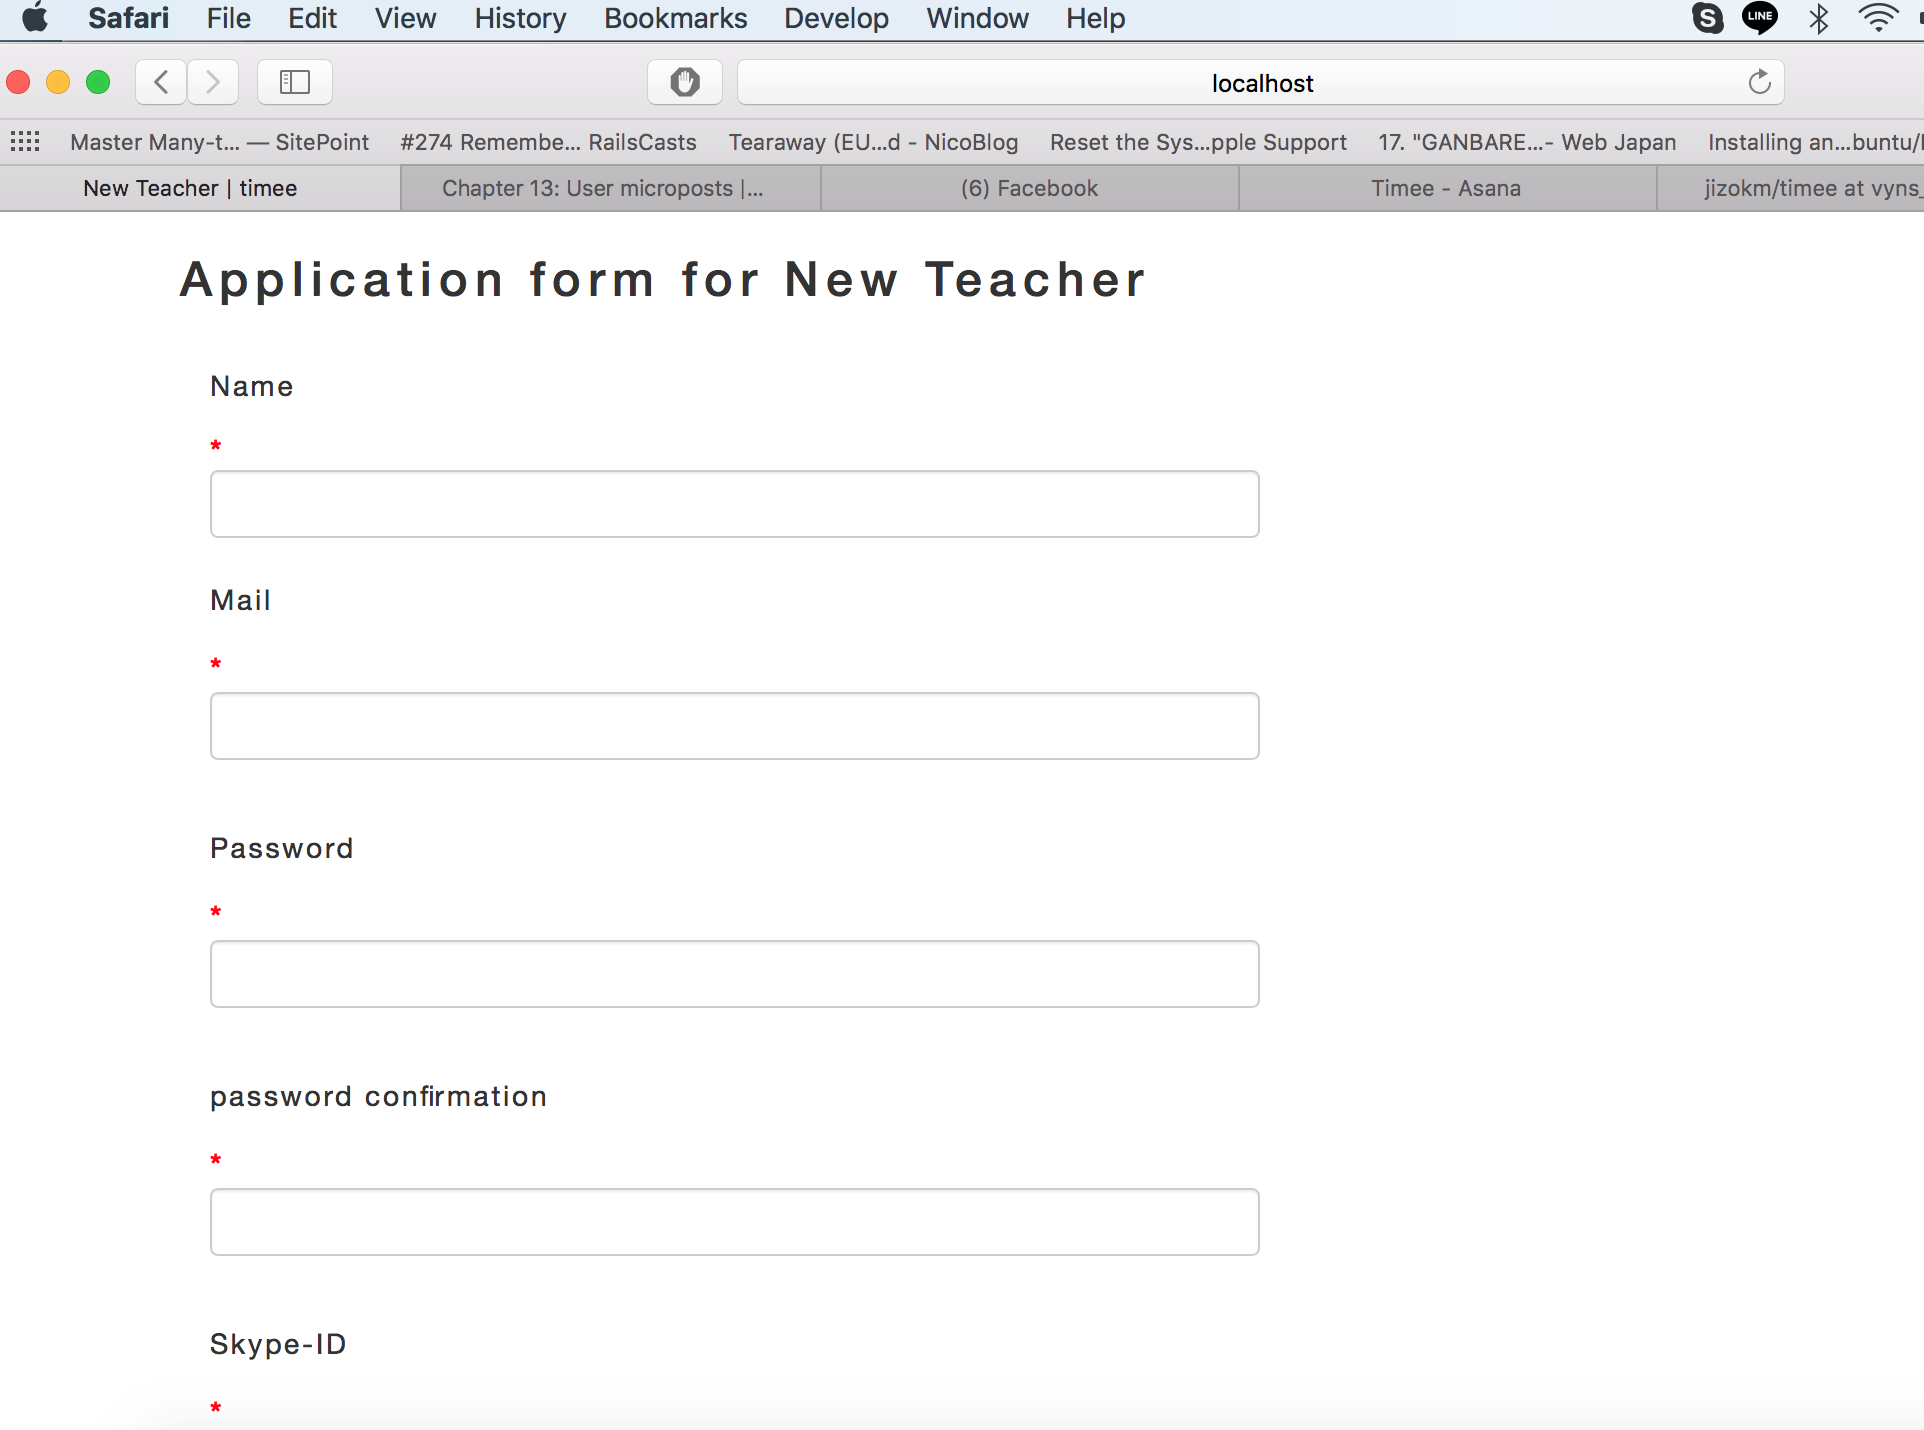 Safari File Edit View History Bookmarks Develop Window Help S LINE
localhost
Master Many-t... — SitePoint #274 Remembe... RailsCasts Tearaway (EU...d - NicoBlog Reset the Sys...pple Support 17. "GANBARE...- Web Japan Installing an...buntu/
New Teacher | timee Chapter 13: User microposts |... (6) Facebook Timee - Asana jizokm/timee at vyns_
Application form for New Teacher
Name
*
Mail
*
Password
*
password confirmation
*
Skype-ID
*